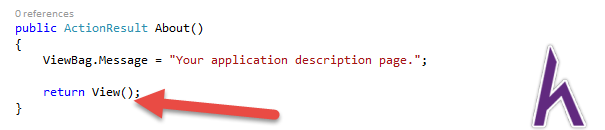 0 references
public ActionResult About()
{
ViewBag.Message = "Your application description page.";
return View();
}